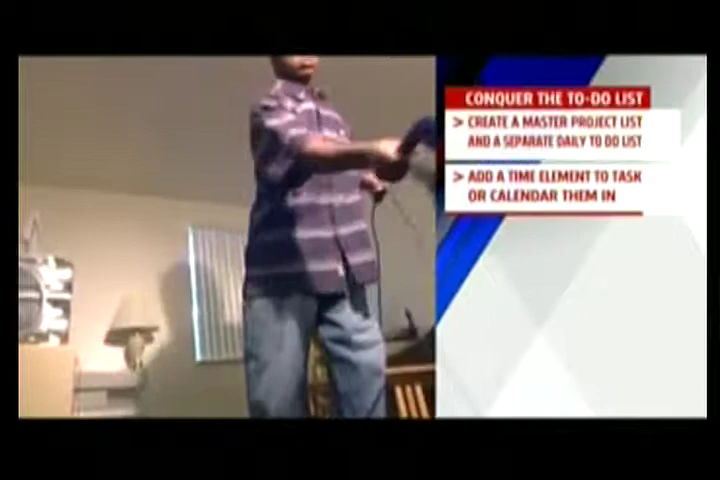 CONQUER THE TO-DO LIST
> CREATE A MASTER PROJECT LIST
AND A SEPARATE DAILY TO DO LIST
> ADD A TIME ELEMENT TO TASK
OR CALENDAR THEM IN